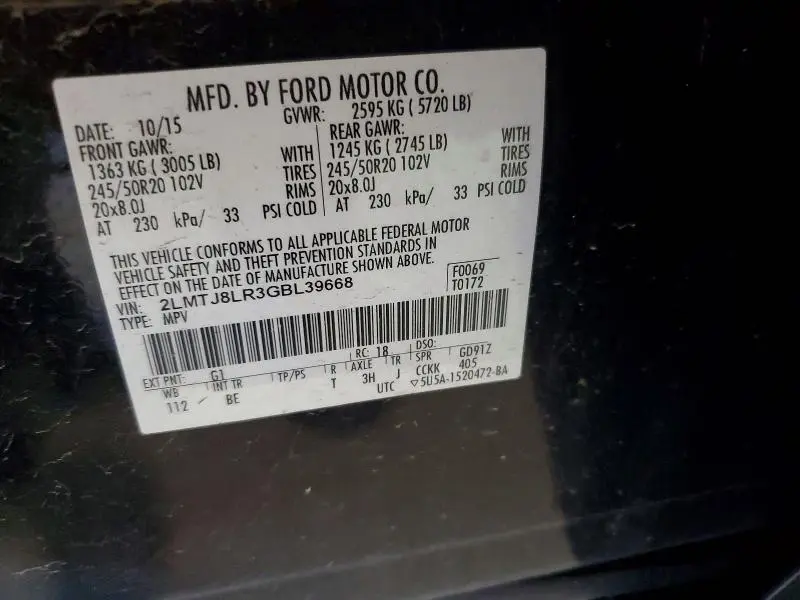 MFD. BY FORD MOTOR CO.
DATE: 10/15 GVWR: 2595 KG ( 5720 LB)
FRONT GAWR: REAR GAWR:
1363 KG ( 3005 LB) WITH 1245 KG ( 2745 LB) WITH
245/50R20 102V TIRES 245/50R20 102V TIRES
20x8.0J RIMS 20x8.0J RIMS
AT 230 kPa/ 33 PSI COLD AT 230 kPa/ 33 PSI COLD
THIS VEHICLE CONFORMS TO ALL APPLICABLE FEDERAL MOTOR
VEHICLE SAFETY AND THEFT PREVENTION STANDARDS IN
EFFECT ON THE DATE OF MANUFACTURE SHOWN ABOVE.
VIN: 2LMTJ8LR3GBL39668 F0069
TYPE: MPV T0172
EXT PNT: G1 RC: 18 DSO: GD91Z
WB INT TR TP/PS R AXLE TR SPR 405
112 BE T 3H J CCKK
UTC ▽5U5A-1520472-BA